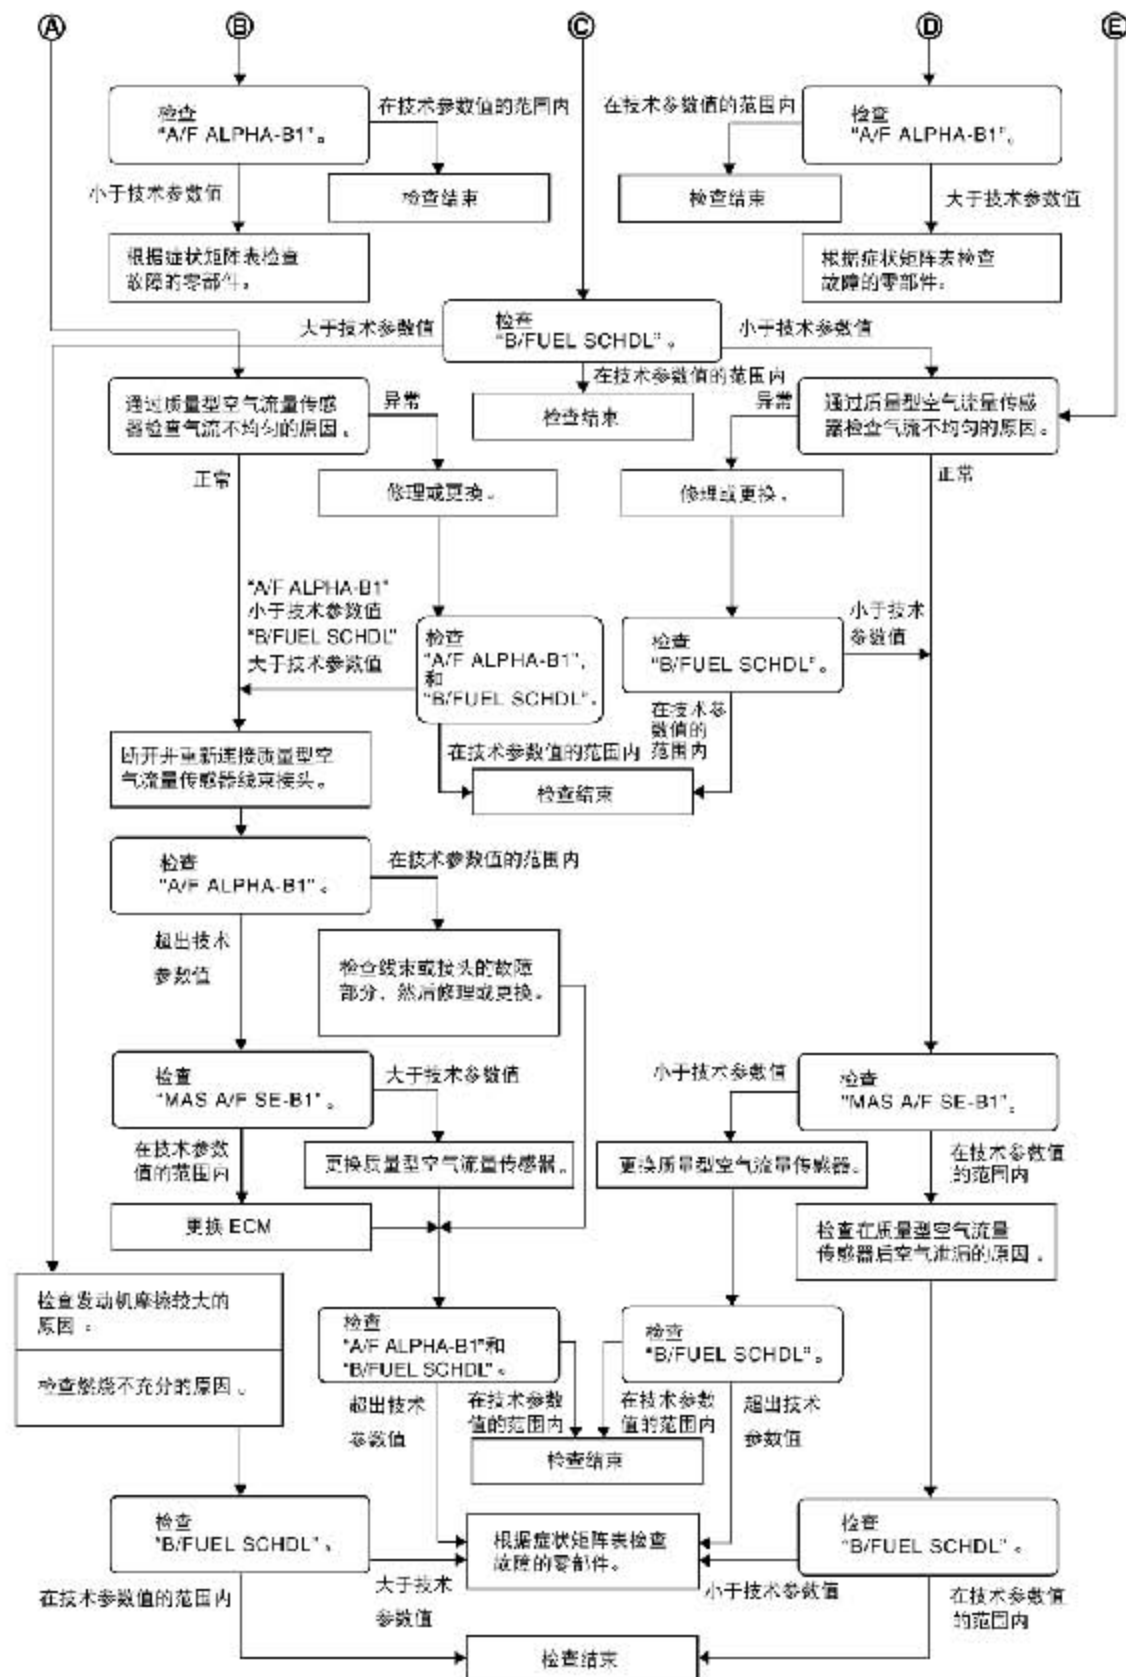 A
B
C
D
E
检查
"A/F ALPHA-B1"。
在技术参数值的范围内
在技术参数值的范围内
检查
"A/F ALPHA-B1"。
小于技术参数值
检查结束
检查结束
大于技术参数值
根据症状矩阵表检查
故障的零部件。
根据症状矩阵表检查
故障的零部件。
大于技术参数值
检查
"B/FUEL SCHDL"。
小于技术参数值
在技术参数值的范围内
通过质量型空气流量传感
器检查气流不均匀的原因。
异常
检查结束
异常
通过质量型空气流量传感
器检查气流不均匀的原因。
正常
修理或更换。
修理或更换。
正常
"A/F ALPHA-B1"
小于技术参数值
"B/FUEL SCHDL"
大于技术参数值
检查
"A/F ALPHA-B1",
和
"B/FUEL SCHDL"。
检查
"B/FUEL SCHDL"。
小于技术
参数值
在技术参
数值的
范围内
断开并重新连接质量型空
气流量传感器线束接头。
在技术参数值的范围内
检查结束
检查
"A/F ALPHA-B1"。
在技术参数值的范围内
超出技术
参数值
检查线束或接头的故障
部分，然后修理或更换。
检查
"MAS A/F SE-B1"。
大于技术参数值
小于技术参数值
检查
"MAS A/F SE-B1"。
在技术参数
值的范围内
更换质量型空气流量传感器。
更换质量型空气流量传感器。
在技术参数值
的范围内
更换 ECM
检查在质量型空气流量
传感器后空气泄漏的原因。
检查发动机摩擦较大的
原因。
检查燃烧不充分的原因。
检查
"A/F ALPHA-B1"和
"B/FUEL SCHDL"。
检查
"B/FUEL SCHDL"。
超出技术
参数值
在技术参数
值的范围内
在技术参数
值的范围内
超出技术
参数值
检查结束
检查
"B/FUEL SCHDL"。
根据症状矩阵表检查
故障的零部件。
检查
"B/FUEL SCHDL"。
在技术参数值的范围内
大于技术
参数值
小于技术参数值
在技术参数值
的范围内
检查结束